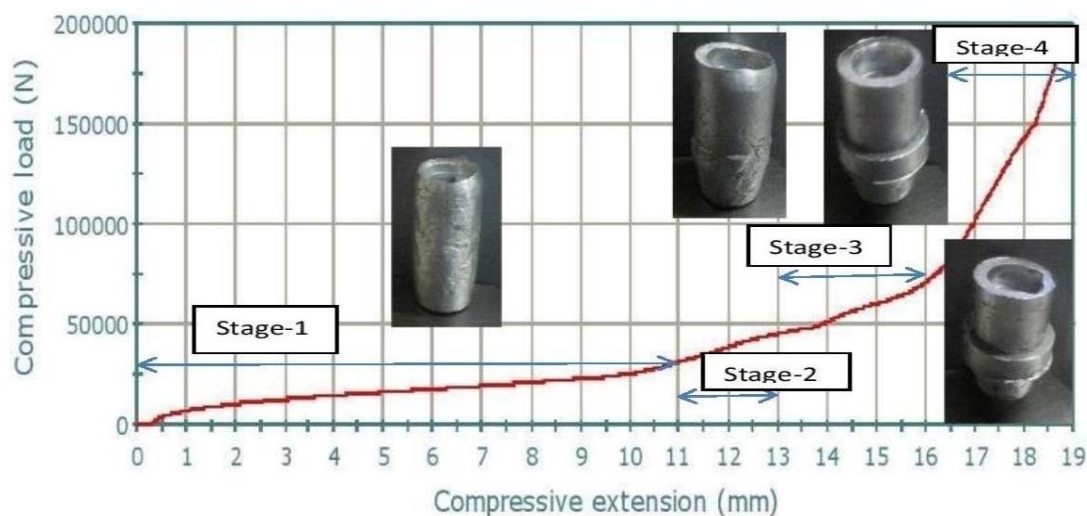 Compressive load (N)
200000
150000
100000
50000
0
Stage-4
Stage-3
Stage-1
Stage-2
0 1 2 3 4 5 6 7 8 9 10 11 12 13 14 15 16 17 18 19
Compressive extension (mm)